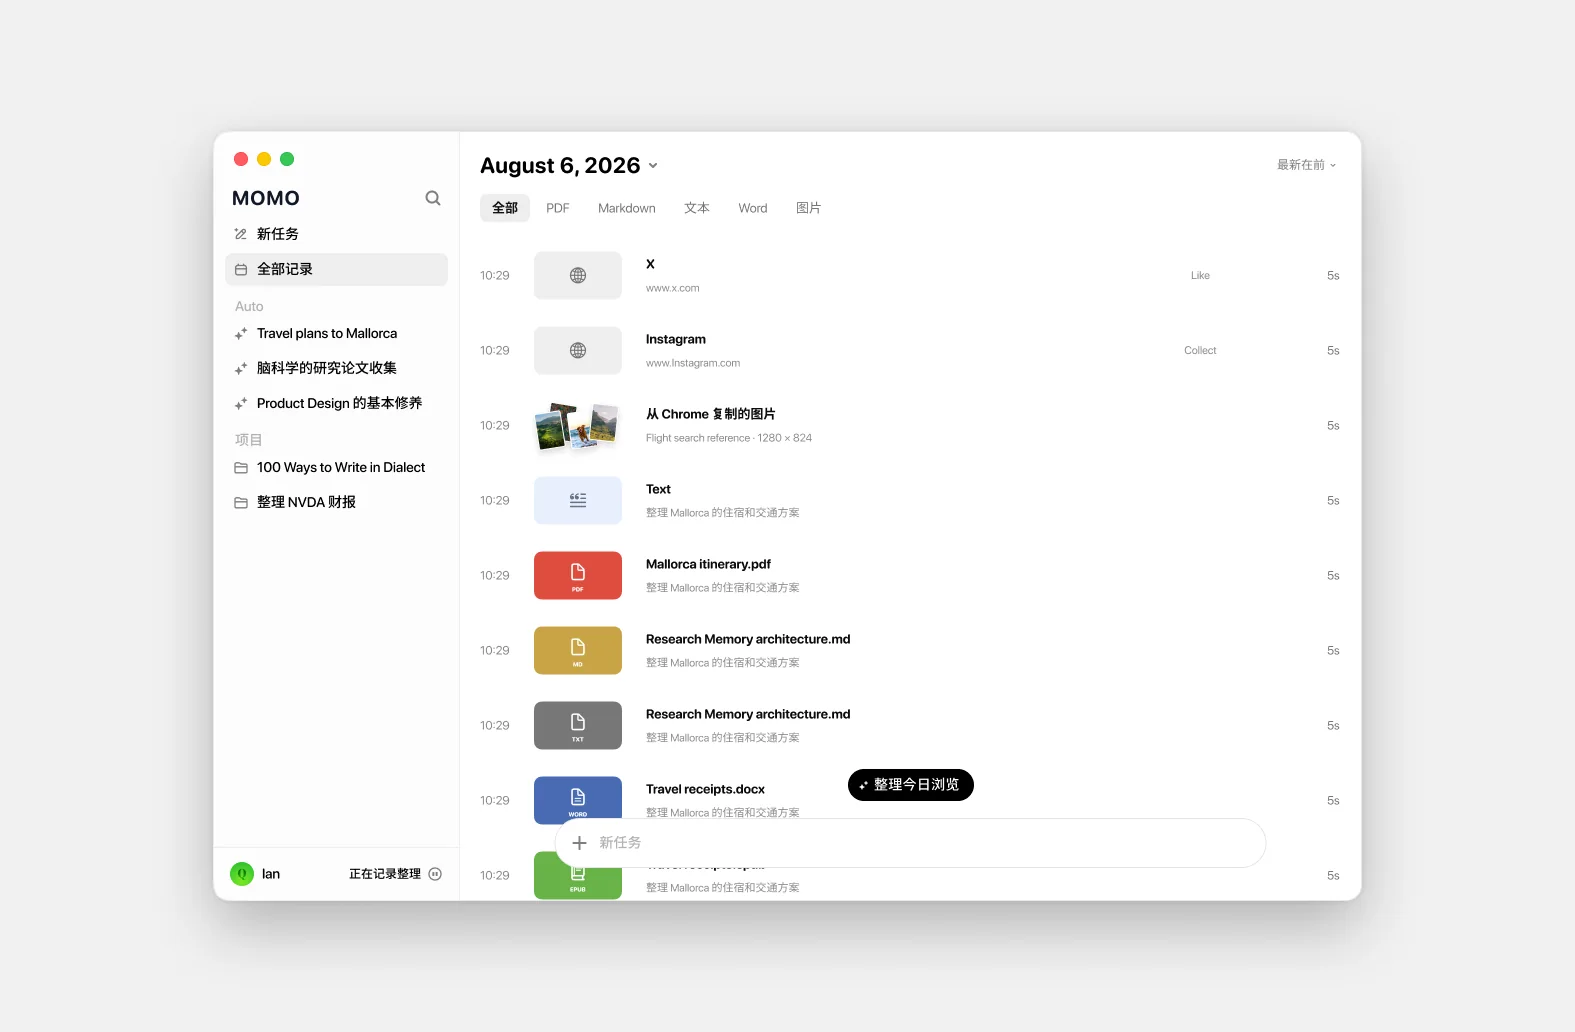 MOMO
新任务
全部记录
Auto
Travel plans to Mallorca
脑科学的研究论文收集
Product Design 的基本修养
项目
100 Ways to Write in Dialect
整理 NVDA 财报
Ian
正在记录整理
August 6, 2026
最新在前
全部 PDF Markdown 文本 Word 图片
10:29 X Like 5s
www.x.com
10:29 Instagram Collect 5s
www.Instagram.com
10:29 从 Chrome 复制的图片 5s
Flight search reference · 1280 × 824
10:29 Text 5s
整理 Mallorca 的住宿和交通方案
10:29 PDF Mallorca itinerary.pdf 5s
整理 Mallorca 的住宿和交通方案
10:29 MD Research Memory architecture.md 5s
整理 Mallorca 的住宿和交通方案
10:29 TXT Research Memory architecture.md 5s
整理 Mallorca 的住宿和交通方案
整理今日浏览
10:29 WORD Travel receipts.docx 5s
整理 Mallorca 的住宿和交通方案
新任务
10:29 EPUB 5s
整理 Mallorca 的住宿和交通方案